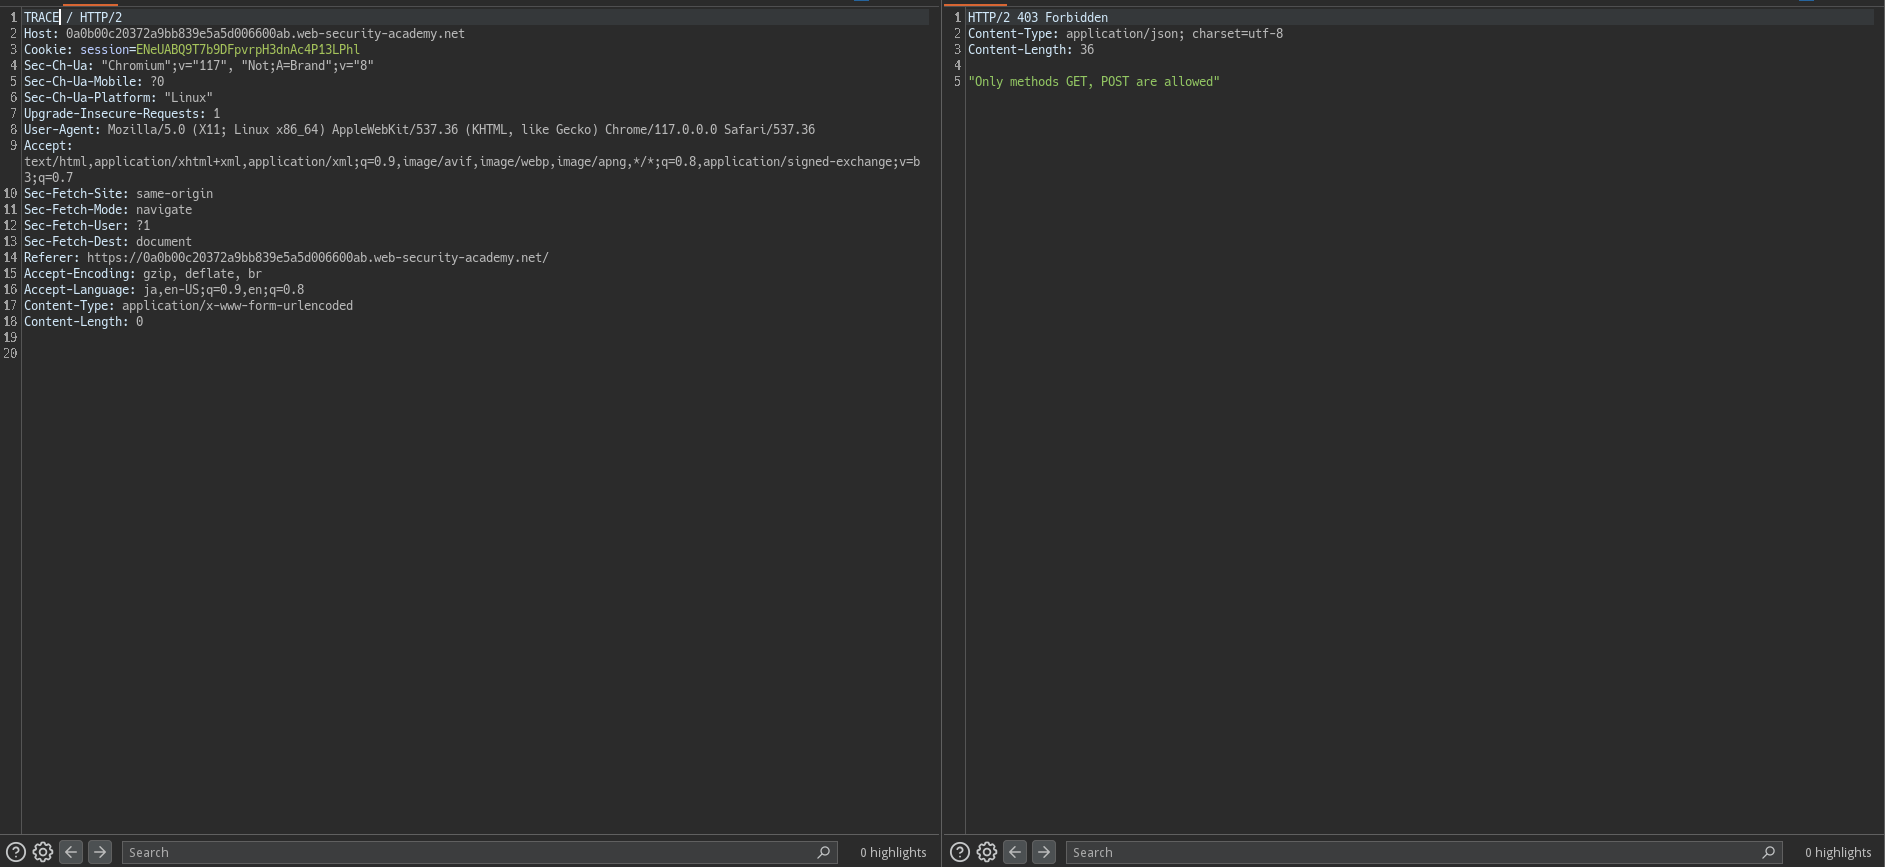 1 TRACE / HTTP/2
2 Host: 0a0b00c20372a9bb839e5a5d006600ab.web-security-academy.net
3 Cookie: session=ENeUABQ9T7b9DFpvrpH3dnAc4P13LPhl
4 Sec-Ch-Ua: "Chromium";v="117", "Not;A=Brand";v="8"
5 Sec-Ch-Ua-Mobile: ?0
6 Sec-Ch-Ua-Platform: "Linux"
7 Upgrade-Insecure-Requests: 1
8 User-Agent: Mozilla/5.0 (X11; Linux x86_64) AppleWebKit/537.36 (KHTML, like Gecko) Chrome/117.0.0.0 Safari/537.36
9 Accept:
text/html,application/xhtml+xml,application/xml;q=0.9,image/avif,image/webp,image/apng,*/*;q=0.8,application/signed-exchange;v=b
3;q=0.7
10 Sec-Fetch-Site: same-origin
11 Sec-Fetch-Mode: navigate
12 Sec-Fetch-User: ?1
13 Sec-Fetch-Dest: document
14 Referer: https://0a0b00c20372a9bb839e5a5d006600ab.web-security-academy.net/
15 Accept-Encoding: gzip, deflate, br
16 Accept-Language: ja,en-US;q=0.9,en;q=0.8
17 Content-Type: application/x-www-form-urlencoded
18 Content-Length: 0
19
20
Search
0 highlights
1 HTTP/2 403 Forbidden
2 Content-Type: application/json; charset=utf-8
3 Content-Length: 36
4
5 "Only methods GET, POST are allowed"
Search
0 highlights